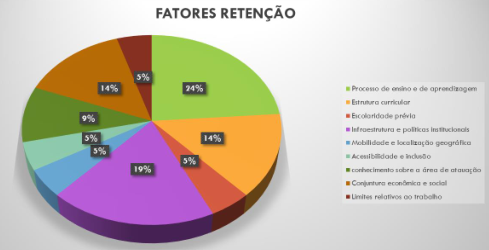 FATORES RETENÇÃO
5%
24%
14%
9%
14%
5%
5%
5%
19%
Processo de ensino e de aprendizagem
Estrutura curricular
Escolaridade prévia
Infraestrutura e políticas institucionais
Mobilidade e localização geográfica
Acessibilidade e inclusão
conhecimento sobre a área de atuação
Conjuntura econômica e social
Limites relativos ao trabalho